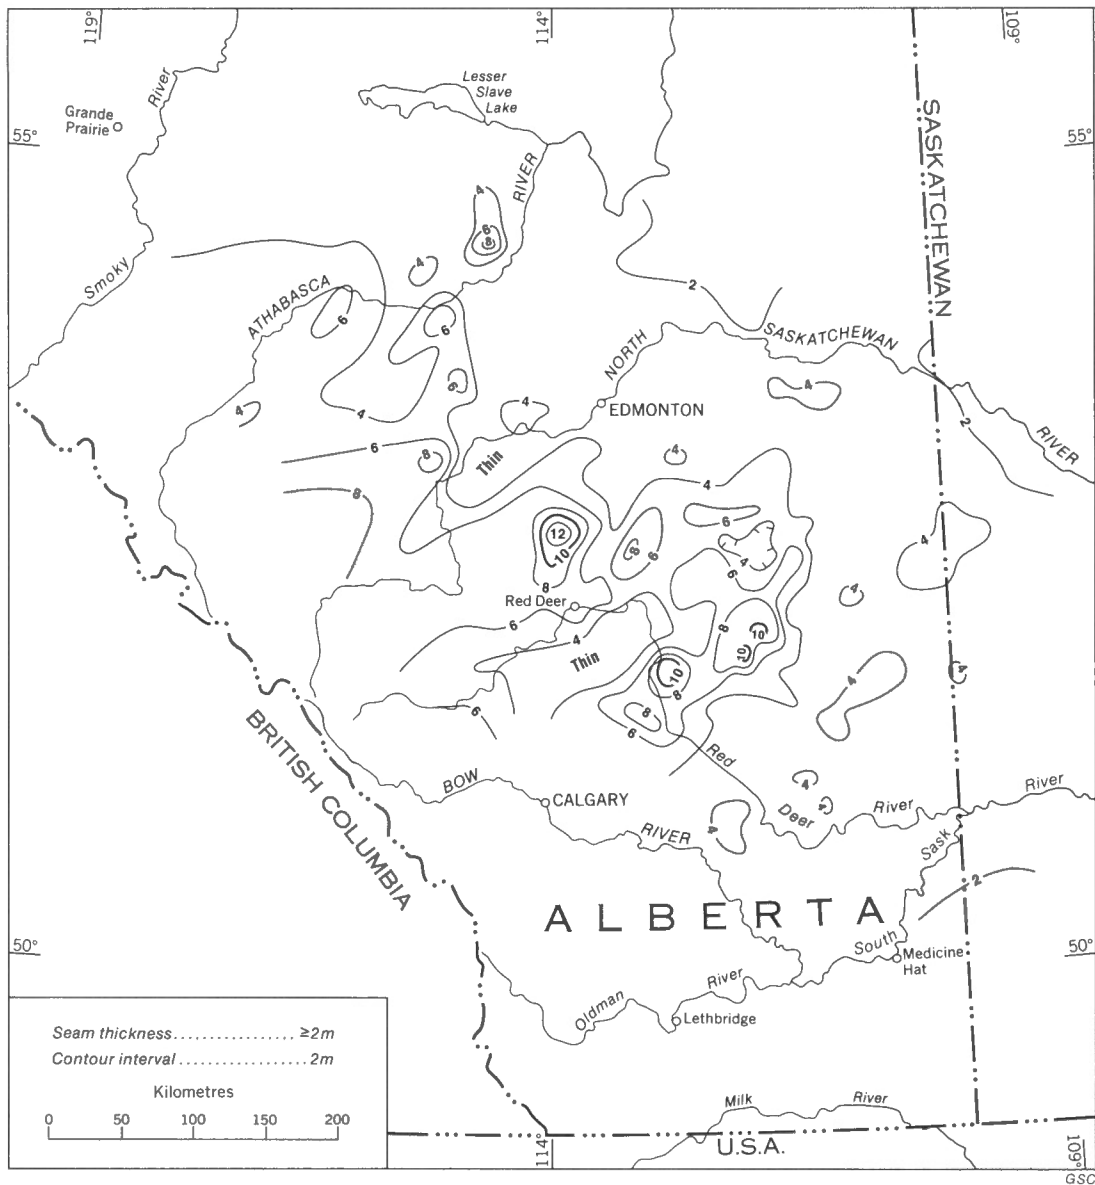 119°
114°
109°
River
Lesser
Slave
Lake
Grande
Prairie
55°
55°
SASKATCHEWAN
RIVER
4
6
8
4
Smoky
2
ATHABASCA
6
6
SASKATCHEWAN
NORTH
6
4
4
4
4
EDMONTON
2
RIVER
6
8
Thin
4
4
8
6
12
10
8
8
6
4
6
4
Red Deer
4
6
4
8
10
10
Thin
10
8
4
4
6
8
6
Red
BRITISH COLUMBIA
BOW
CALGARY
4
4
Deer
River
River
RIVER
4
Sask
2
ALBERTA
South
50°
50°
Medicine
Hat
River
Oldman
Lethbridge
Seam thickness................. ≥2m
Contour interval .................. 2m
Kilometres
0 50 100 150 200
Milk
River
U.S.A.
114°
109°
GSC